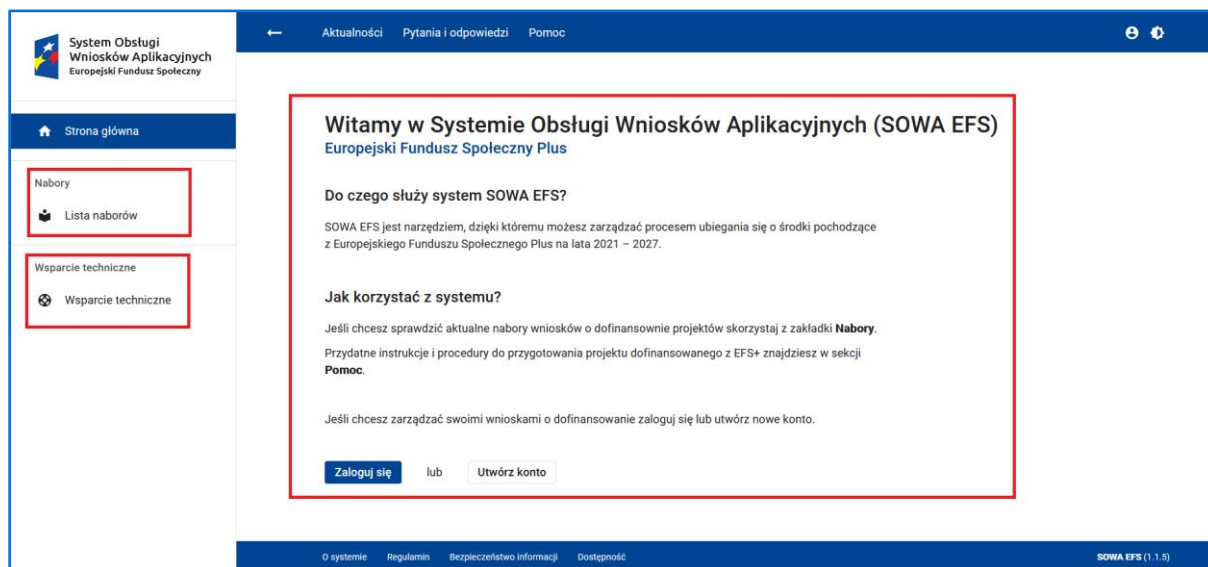 System Obsługi
Wniosków Aplikacyjnych
Europejski Fundusz Społeczny
Aktualności Pytania i odpowiedzi Pomoc
Strona główna
Nabory
Lista naborów
Wsparcie techniczne
Wsparcie techniczne
Witamy w Systemie Obsługi Wniosków Aplikacyjnych (SOWA EFS)
Europejski Fundusz Społeczny Plus
Do czego służy system SOWA EFS?
SOWA EFS jest narzędziem, dzięki któremu możesz zarządzać procesem ubiegania się o środki pochodzące
z Europejskiego Funduszu Społecznego Plus na lata 2021 – 2027.
Jak korzystać z systemu?
Jeśli chcesz sprawdzić aktualne nabory wniosków o dofinansownie projektów skorzystaj z zakładki Nabory.
Przydatne instrukcje i procedury do przygotowania projektu dofinansowanego z EFS+ znajdziesz w sekcji
Pomoc.
Jeśli chcesz zarządzać swoimi wnioskami o dofinansowanie zaloguj się lub utwórz nowe konto.
Zaloguj się lub Utwórz konto
O systemie Regulamin Bezpieczeństwo informacji Dostępność SOWA EFS (1.1.5)